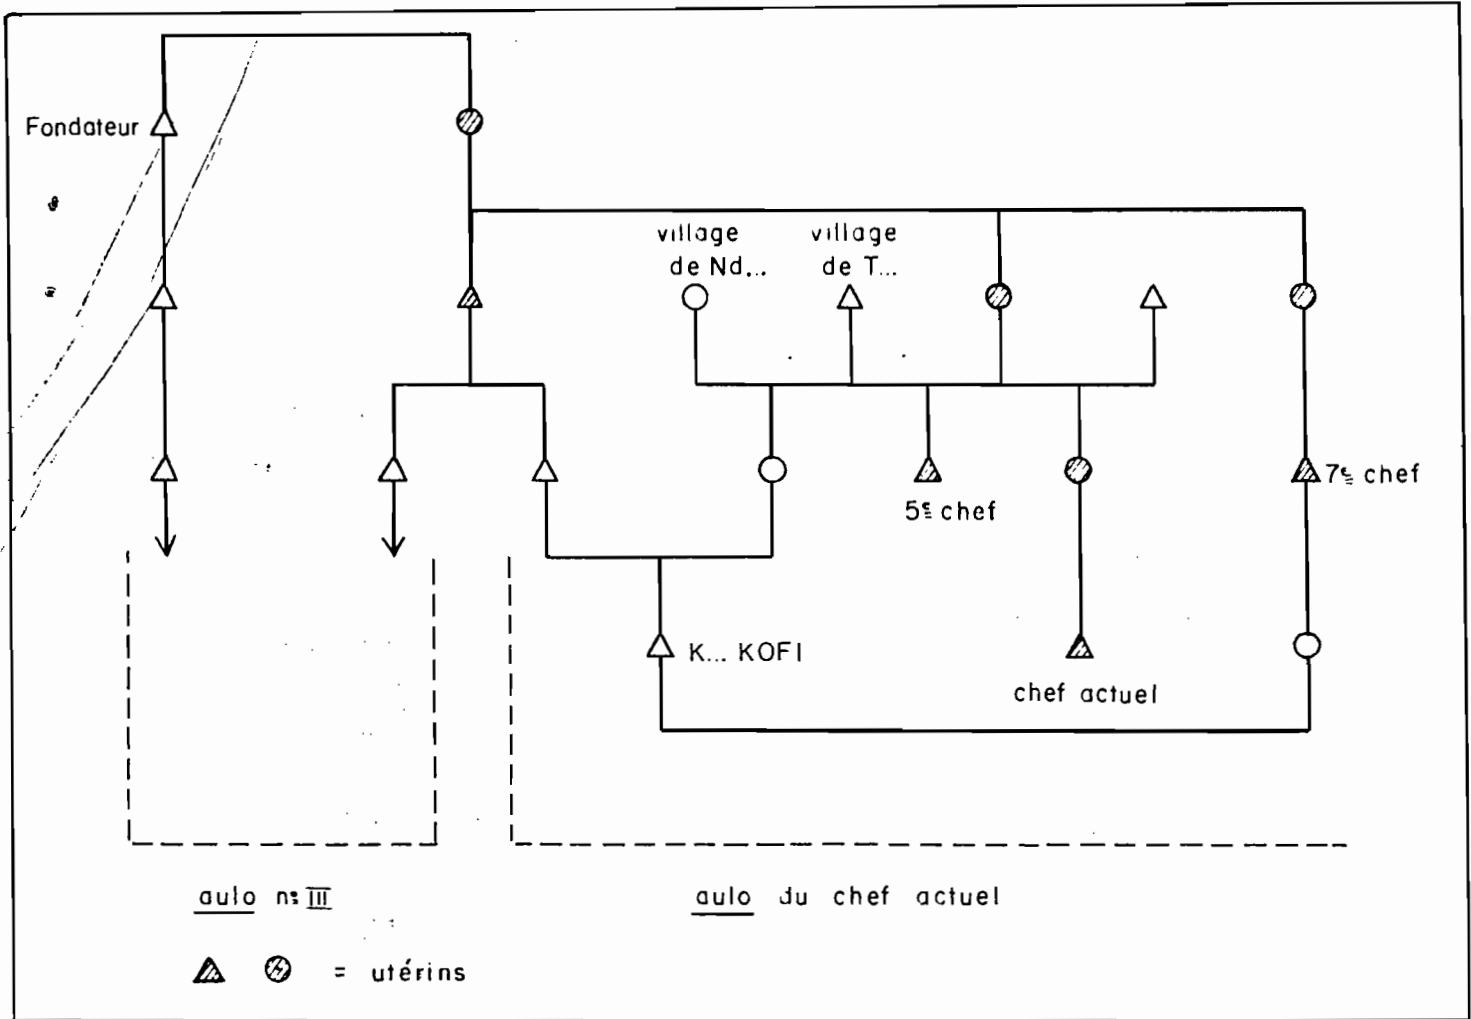 Fondateur
village
de Nd...
village
de T...
5e chef
7e chef
K... KOFI
chef actuel
aulo n° III
aulo du chef actuel
= utérins